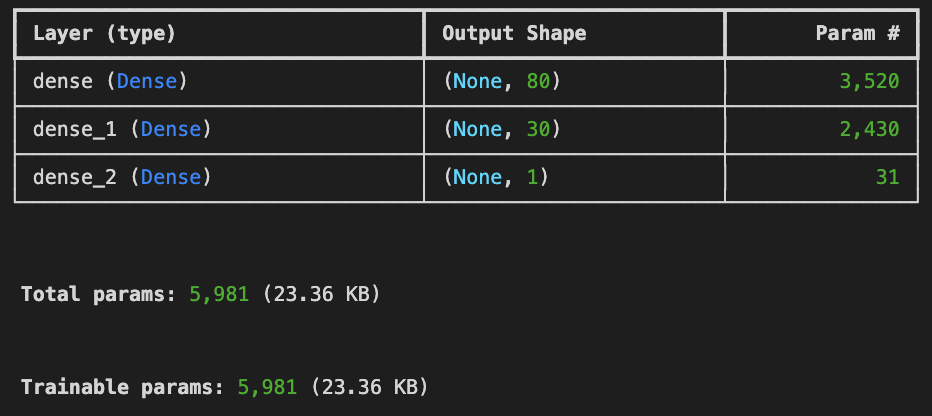 Layer (type) Output Shape Param #
dense (Dense) (None, 80) 3,520
dense_1 (Dense) (None, 30) 2,430
dense_2 (Dense) (None, 1) 31
Total params: 5,981 (23.36 KB)
Trainable params: 5,981 (23.36 KB)